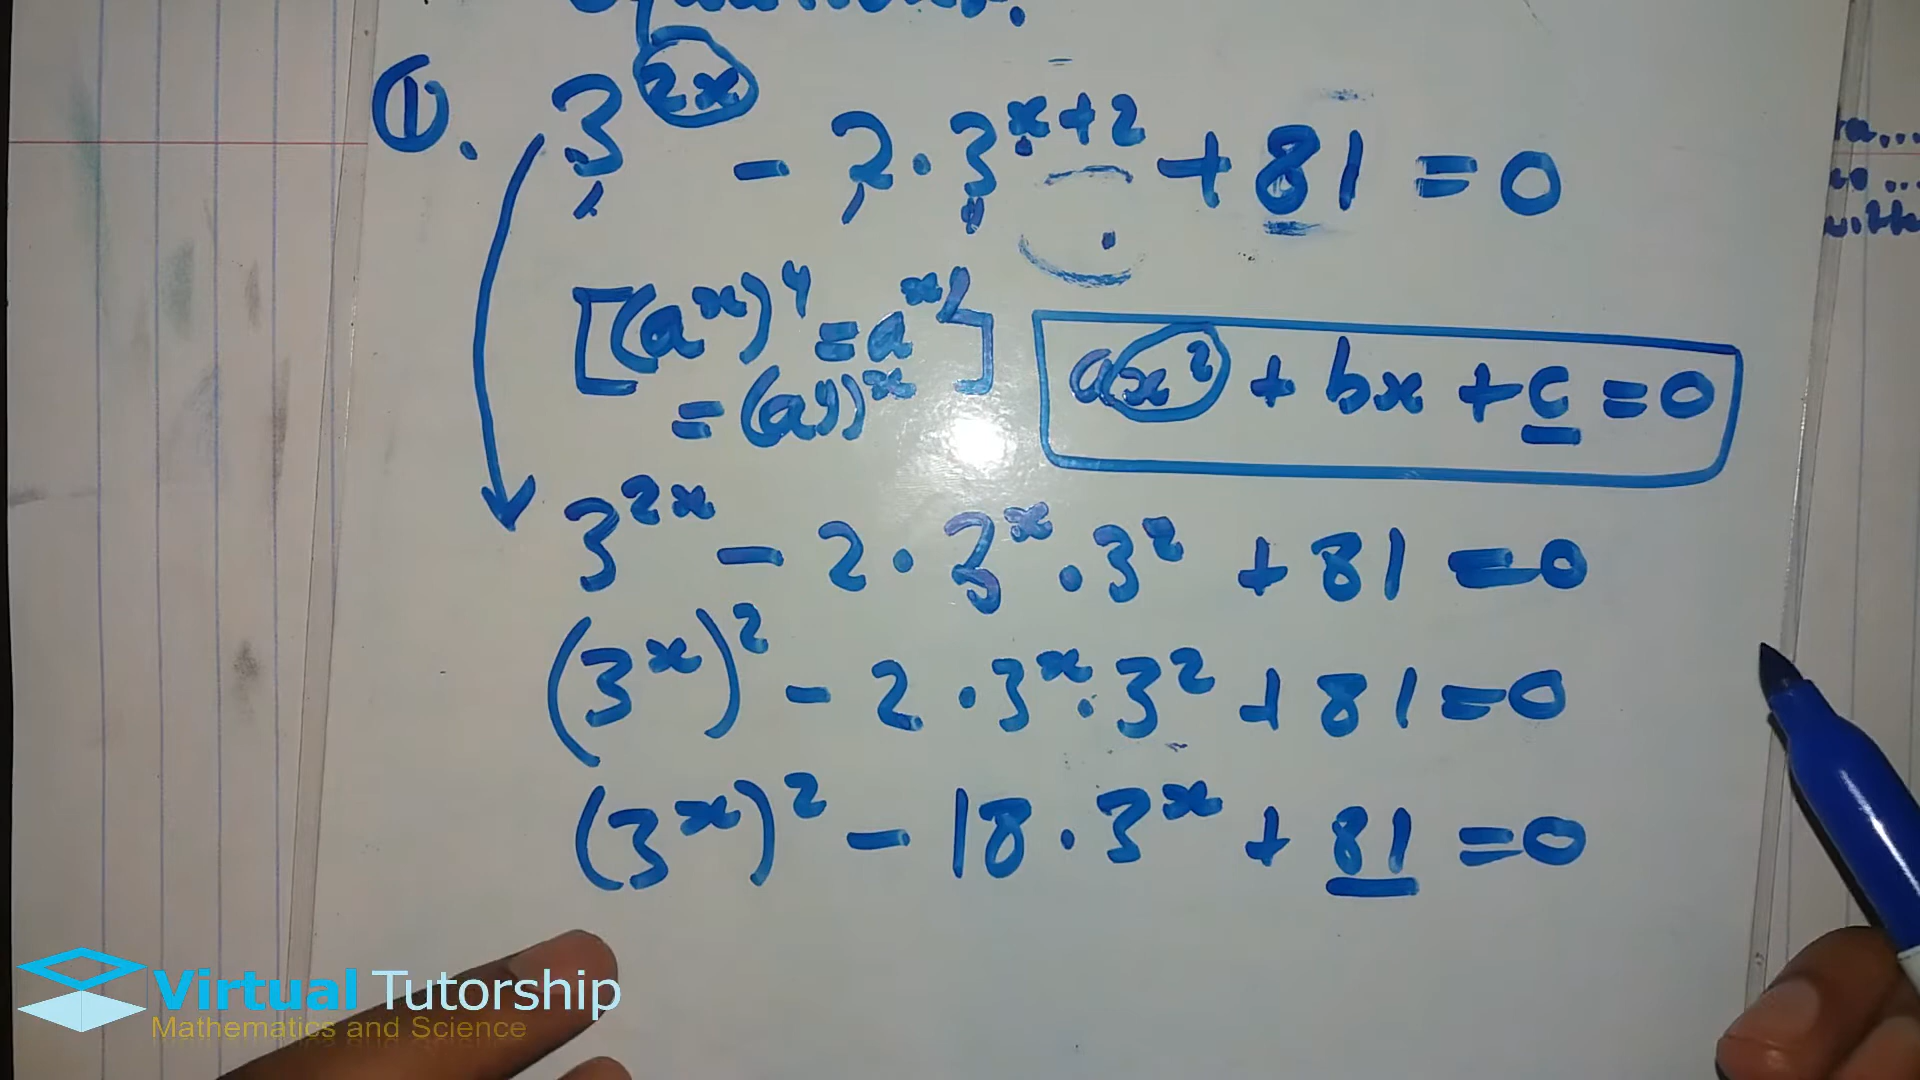 equations.
①. 3^{2x} - 2·3^{x+2} + 81 = 0
[(a^x)^y = a^{xy}]
= (a^y)^x
ax² + bx + c = 0
3^{2x} - 2·3^x·3² + 81 = 0
(3^x)² - 2·3^x·3² + 81 = 0
(3^x)² - 18·3^x + 81 = 0
Virtual Tutorship
Mathematics and Science